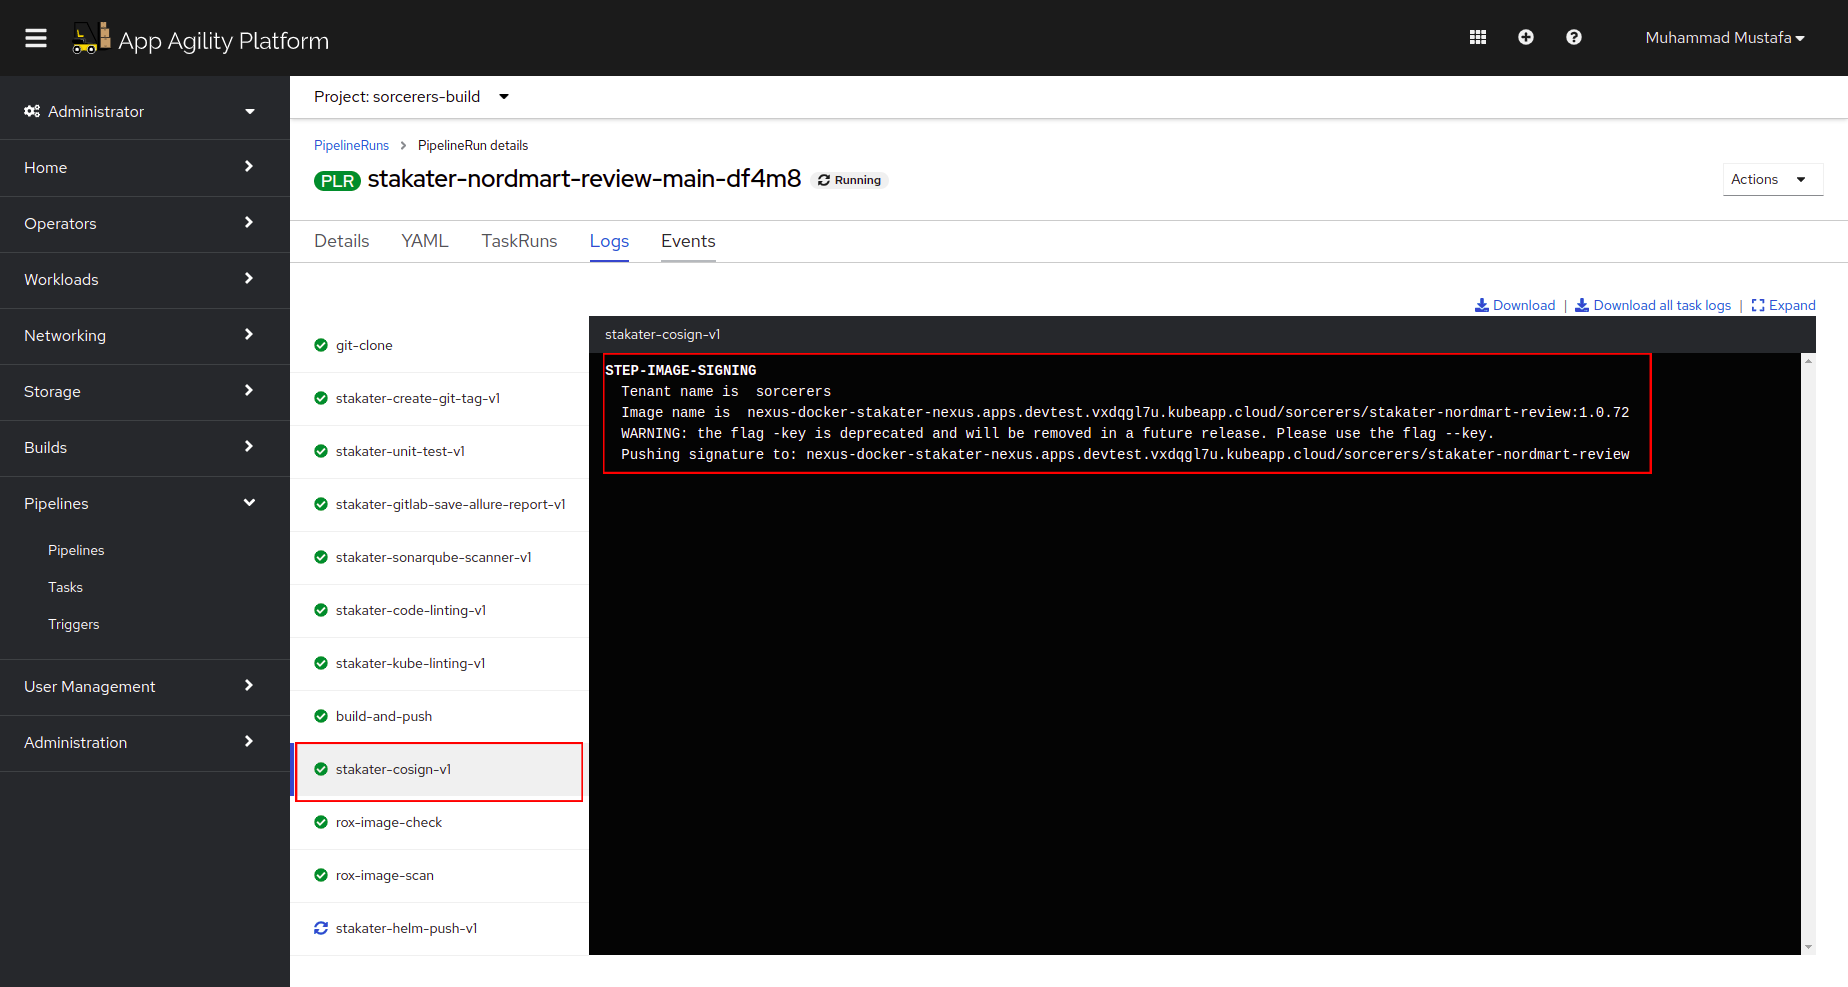 App Agility Platform
Muhammad Mustafa
Administrator
Home
Operators
Workloads
Networking
Storage
Builds
Pipelines
Pipelines
Tasks
Triggers
User Management
Administration
Project: sorcerers-build
PipelineRuns
PipelineRun details
PLR stakater-nordmart-review-main-df4m8 Running
Actions
Details
YAML
TaskRuns
Logs
Events
Download | Download all task logs | Expand
git-clone
stakater-create-git-tag-v1
stakater-unit-test-v1
stakater-gitlab-save-allure-report-v1
stakater-sonarqube-scanner-v1
stakater-code-linting-v1
stakater-kube-linting-v1
build-and-push
stakater-cosign-v1
rox-image-check
rox-image-scan
stakater-helm-push-v1
stakater-cosign-v1
STEP-IMAGE-SIGNING
Tenant name is  sorcerers
Image name is  nexus-docker-stakater-nexus.apps.devtest.vxdqgl7u.kubeapp.cloud/sorcerers/stakater-nordmart-review:1.0.72
WARNING: the flag -key is deprecated and will be removed in a future release. Please use the flag --key.
Pushing signature to: nexus-docker-stakater-nexus.apps.devtest.vxdqgl7u.kubeapp.cloud/sorcerers/stakater-nordmart-review